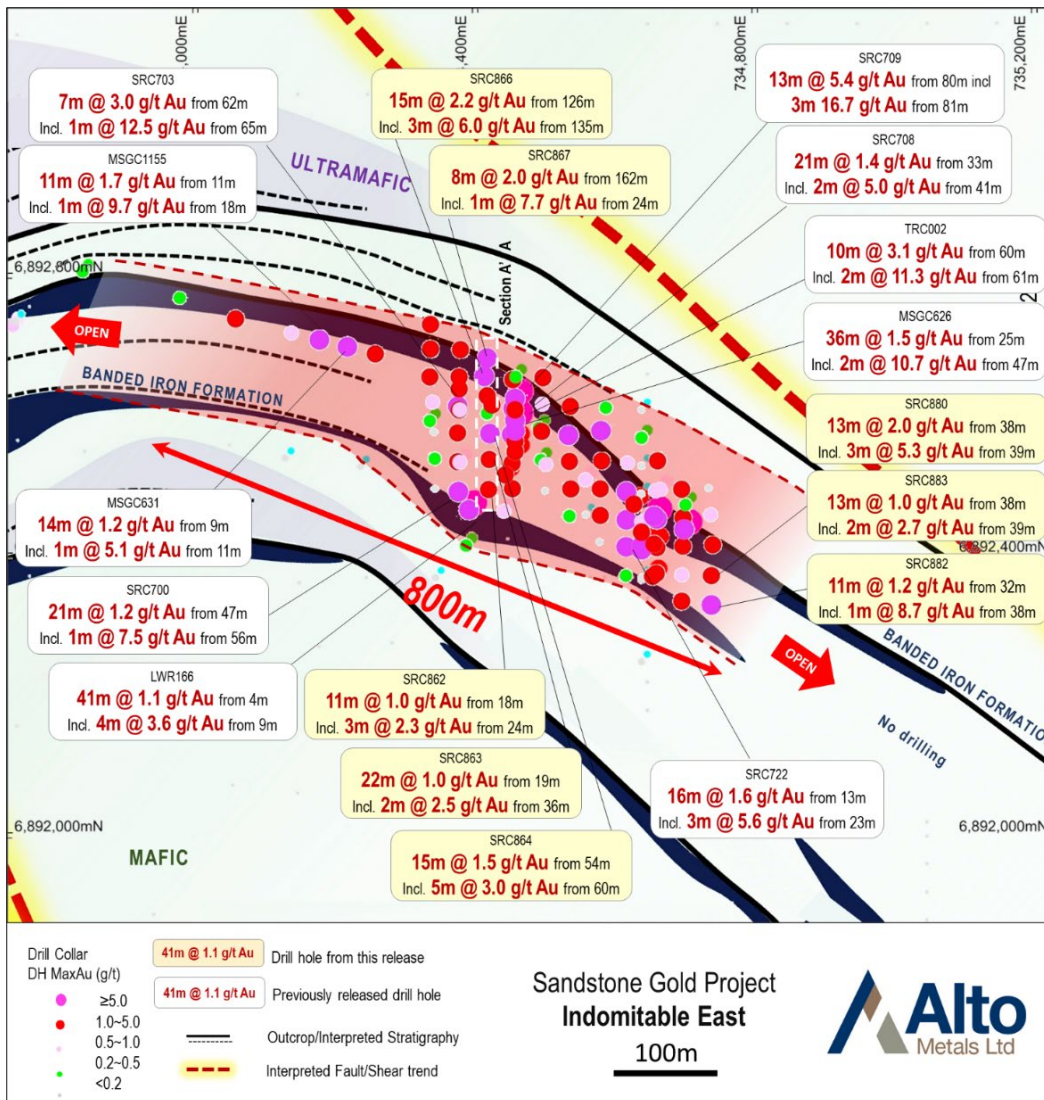 ,000mE
,400mE
734,800mE
735,200mE
SRC703
7m @ 3.0 g/t Au from 62m
Incl. 1m @ 12.5 g/t Au from 65m
SRC866
15m @ 2.2 g/t Au from 126m
Incl. 3m @ 6.0 g/t Au from 135m
SRC709
13m @ 5.4 g/t Au from 80m incl
3m 16.7 g/t Au from 81m
MSGC1155
11m @ 1.7 g/t Au from 11m
Incl. 1m @ 9.7 g/t Au from 18m
ULTRAMAFIC
SRC867
8m @ 2.0 g/t Au from 162m
Incl. 1m @ 7.7 g/t Au from 24m
SRC708
21m @ 1.4 g/t Au from 33m
Incl. 2m @ 5.0 g/t Au from 41m
TRC002
10m @ 3.1 g/t Au from 60m
Incl. 2m @ 11.3 g/t Au from 61m
6,892,800mN
Section A' A
2
OPEN
MSGC626
36m @ 1.5 g/t Au from 25m
Incl. 2m @ 10.7 g/t Au from 47m
BANDED IRON FORMATION
SRC880
13m @ 2.0 g/t Au from 38m
Incl. 3m @ 5.3 g/t Au from 39m
SRC883
13m @ 1.0 g/t Au from 38m
Incl. 2m @ 2.7 g/t Au from 39m
MSGC631
14m @ 1.2 g/t Au from 9m
Incl. 1m @ 5.1 g/t Au from 11m
6,892,400mN
SRC882
11m @ 1.2 g/t Au from 32m
Incl. 1m @ 8.7 g/t Au from 38m
SRC700
21m @ 1.2 g/t Au from 47m
Incl. 1m @ 7.5 g/t Au from 56m
800m
OPEN
BANDED IRON FORMATION
LWR166
41m @ 1.1 g/t Au from 4m
Incl. 4m @ 3.6 g/t Au from 9m
SRC862
11m @ 1.0 g/t Au from 18m
Incl. 3m @ 2.3 g/t Au from 24m
No drilling
SRC863
22m @ 1.0 g/t Au from 19m
Incl. 2m @ 2.5 g/t Au from 36m
SRC722
16m @ 1.6 g/t Au from 13m
Incl. 3m @ 5.6 g/t Au from 23m
6,892,000mN
6,892,000mN
MAFIC
SRC864
15m @ 1.5 g/t Au from 54m
Incl. 5m @ 3.0 g/t Au from 60m
Drill Collar
DH MaxAu (g/t)
≥5.0
1.0~5.0
0.5~1.0
0.2~0.5
<0.2
41m @ 1.1 g/t Au Drill hole from this release
41m @ 1.1 g/t Au Previously released drill hole
Outcrop/Interpreted Stratigraphy
Interpreted Fault/Shear trend
Sandstone Gold Project
Indomitable East
100m
Alto
Metals Ltd